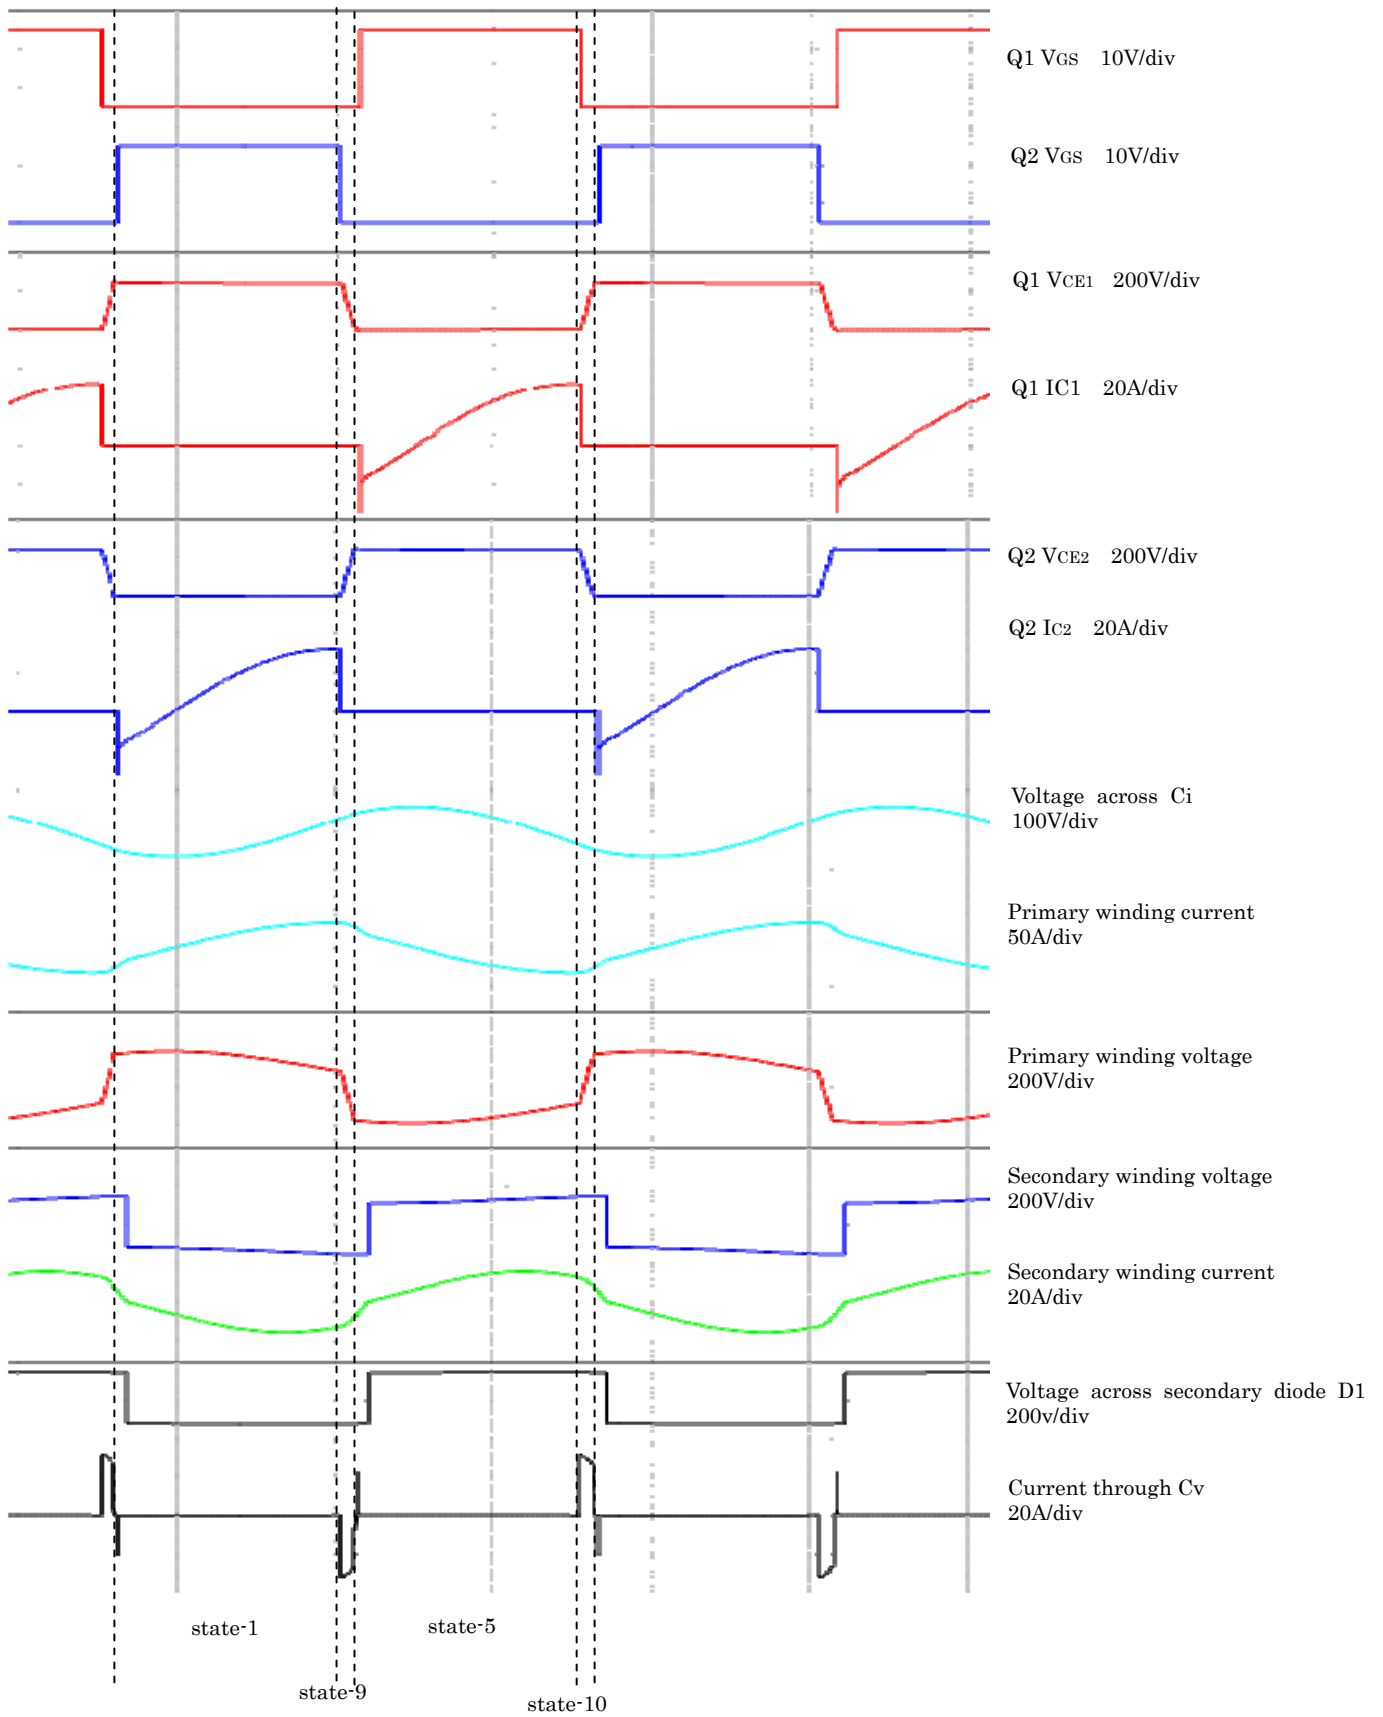 Q1 VGS 10V/div
Q2 VGS 10V/div
Q1 VCE1 200V/div
Q1 IC1 20A/div
Q2 VCE2 200V/div
Q2 IC2 20A/div
Voltage across Ci
100V/div
Primary winding current
50A/div
Primary winding voltage
200V/div
Secondary winding voltage
200V/div
Secondary winding current
20A/div
Voltage across secondary diode D1
200v/div
Current through Cv
20A/div
state-1
state-5
state-9
state-10